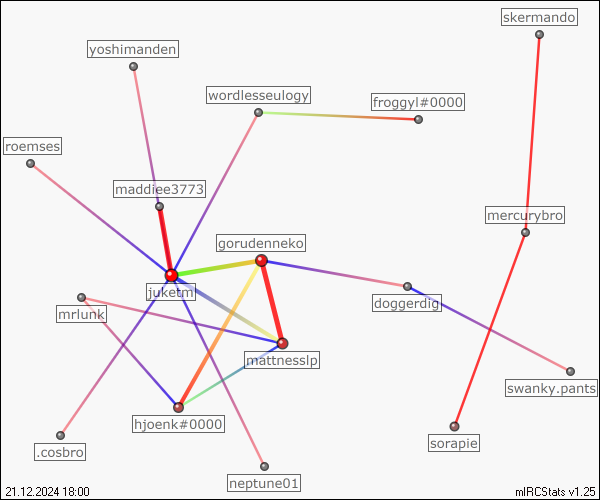 skermando
yoshimanden
wordlesseulogy
froggyl#0000
roemses
maddiee3773
mercurybro
gorudenneko
juketm
doggerdig
mrlunk
mattnesslp
swanky.pants
hjoenk#0000
sorapie
.cosbro
neptune01
21.12.2024 18:00
mIRCStats v1.25